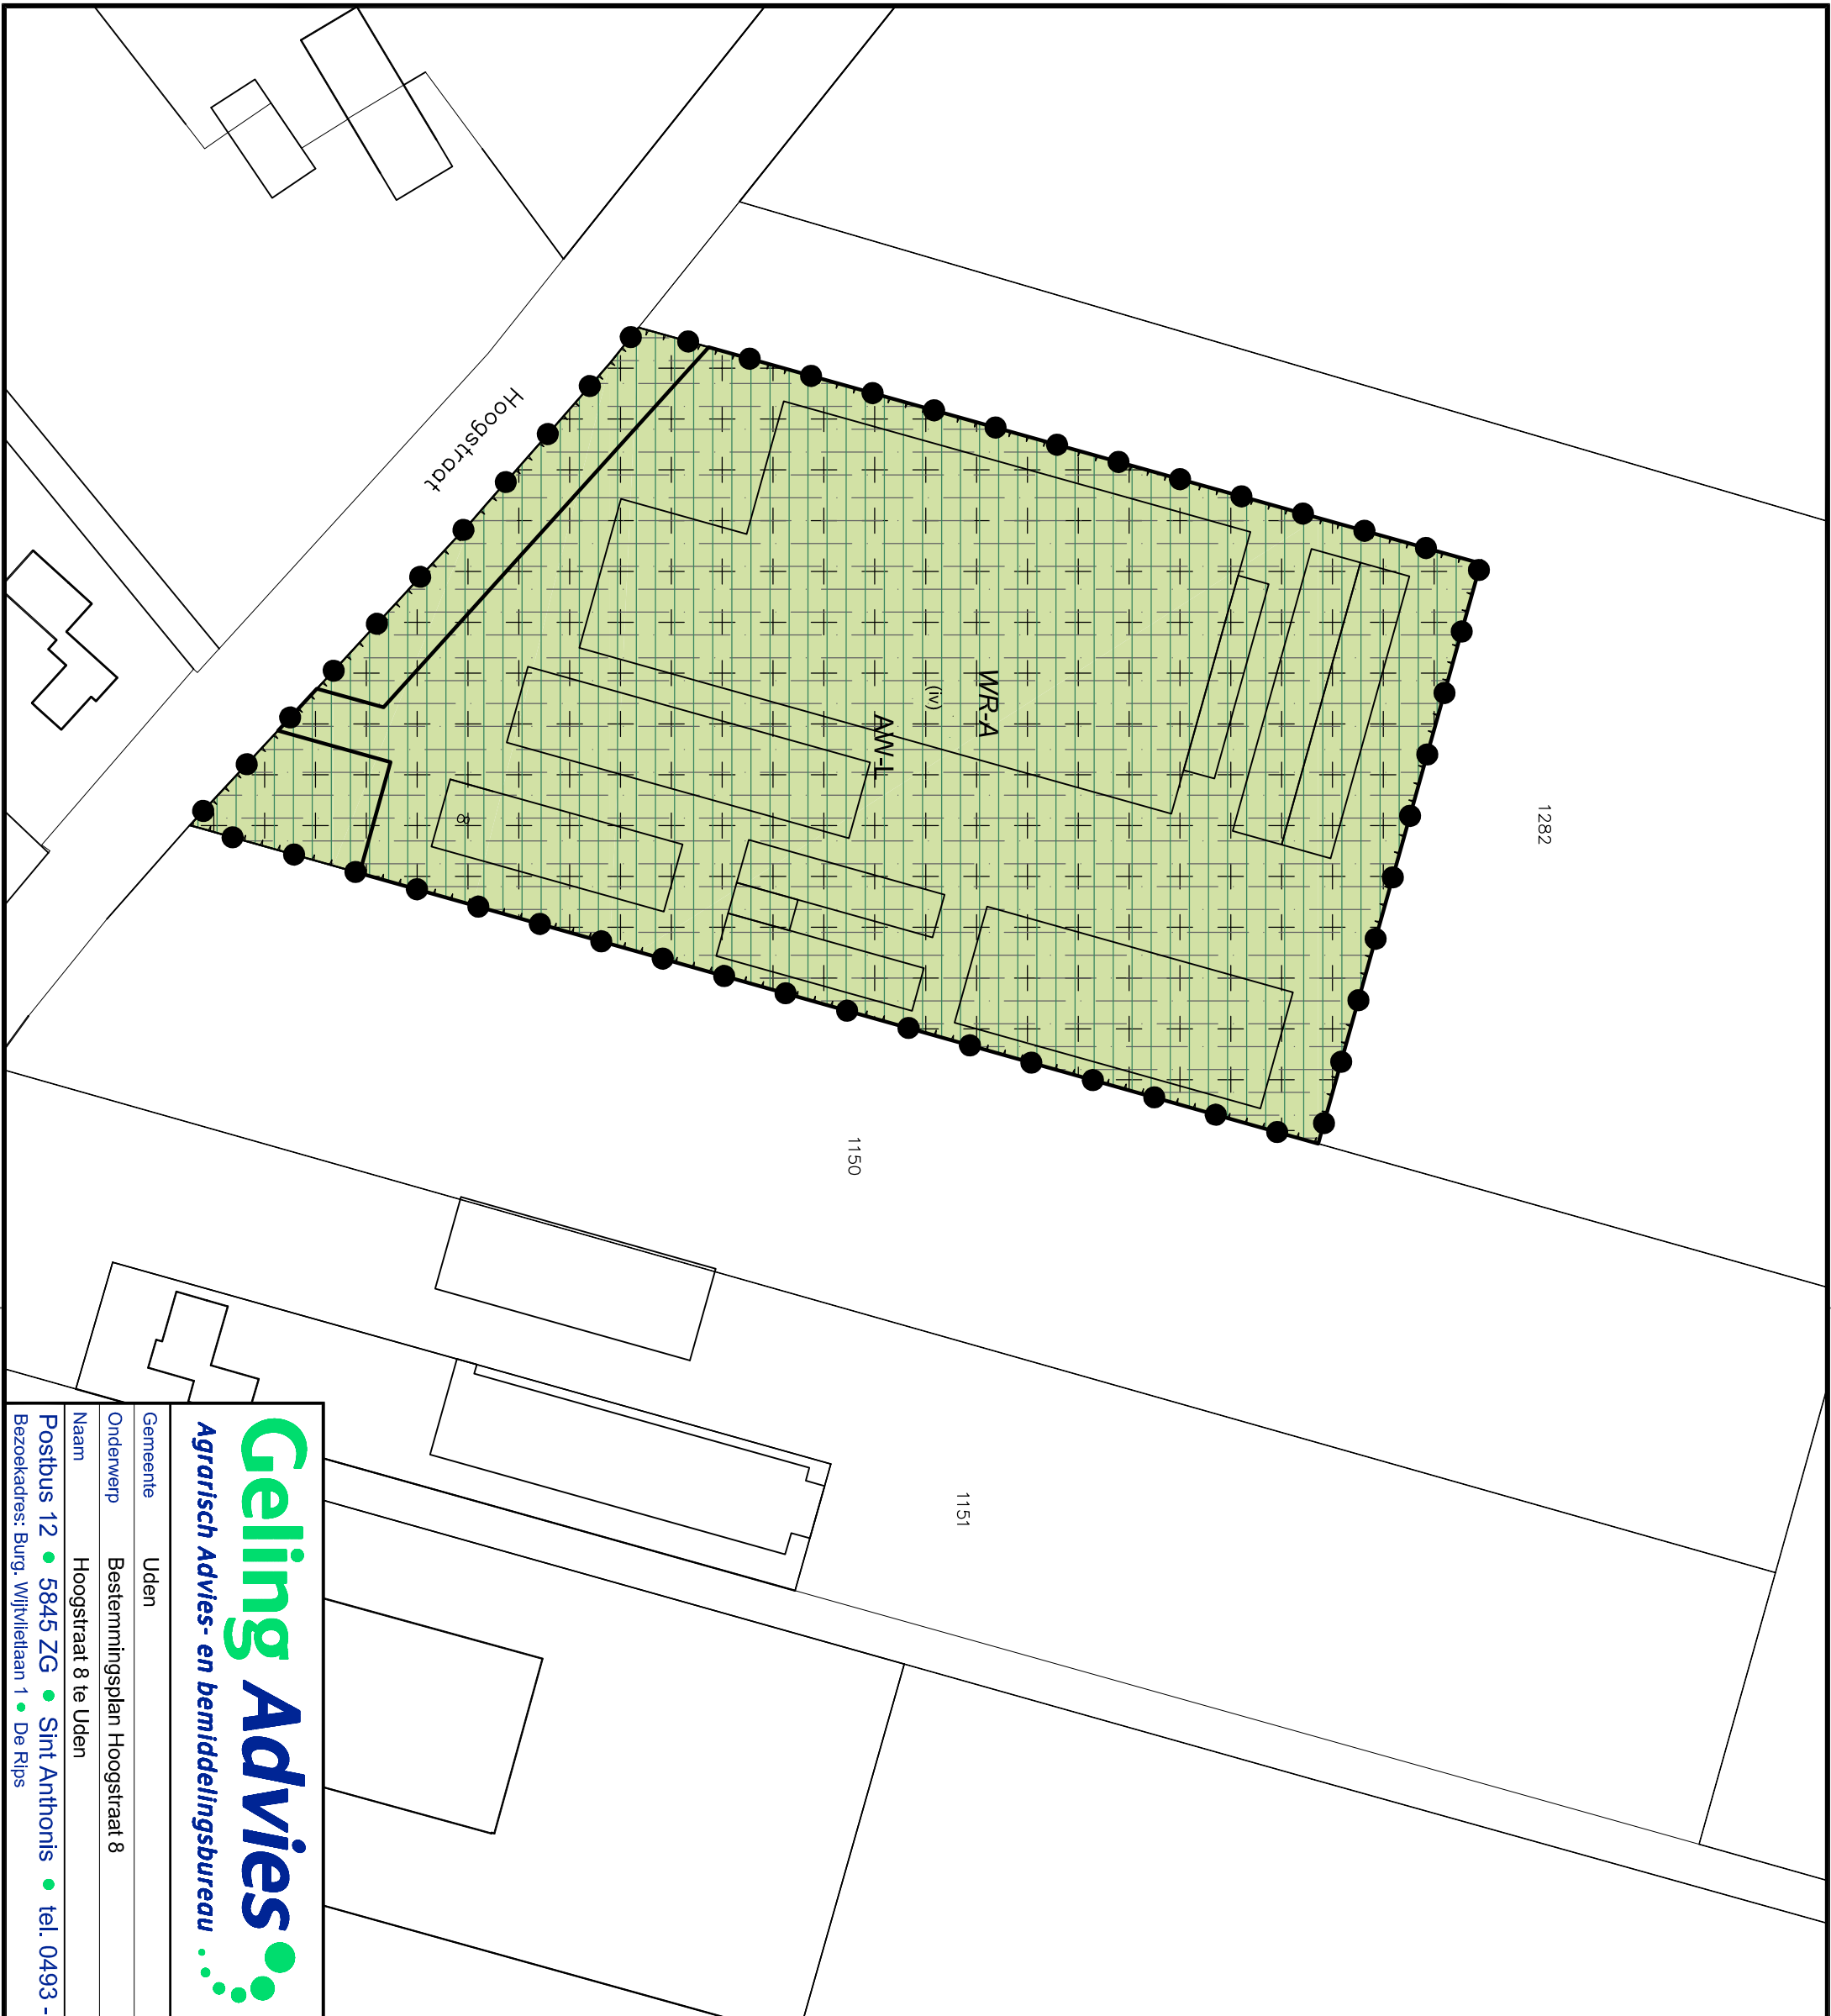 Hoogstraat
WR-A
(iv)
AW-L
8
1282
1150
1151
Geling Advies
Agrarisch Advies- en bemiddelingsbureau
Gemeente Uden
Onderwerp Bestemmingsplan Hoogstraat 8
Naam Hoogstraat 8 te Uden
Postbus 12 • 5845 ZG • Sint Anthonis • tel. 0493 -
Bezoekadres: Burg. Wijtvlietlaan 1 • De Rips